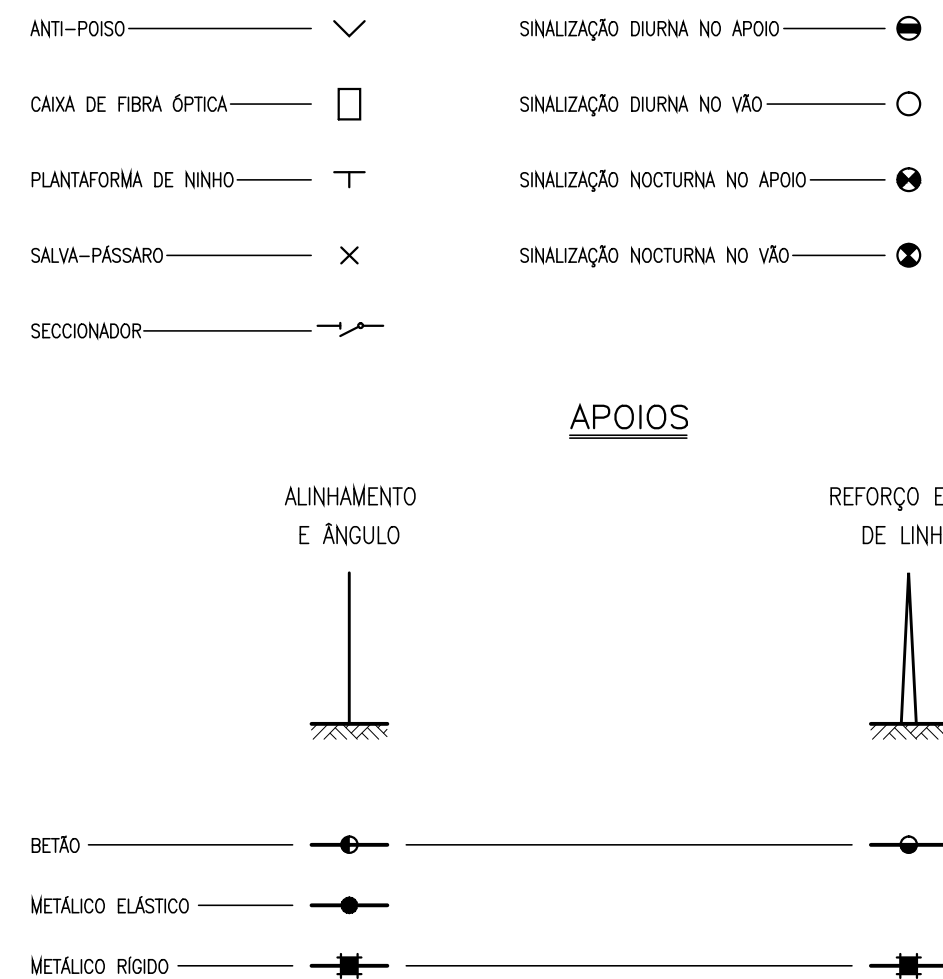 ANTI-POISO
CAIXA DE FIBRA ÓPTICA
PLANTAFORMA DE NINHO
SALVA-PÁSSARO
SECCIONADOR
SINALIZAÇÃO DIURNA NO APOIO
SINALIZAÇÃO DIURNA NO VÃO
SINALIZAÇÃO NOCTURNA NO APOIO
SINALIZAÇÃO NOCTURNA NO VÃO
APOIOS
ALINHAMENTO
E ÂNGULO
REFORÇO E
DE LINH
BETÃO
METÁLICO ELÁSTICO
METÁLICO RÍGIDO